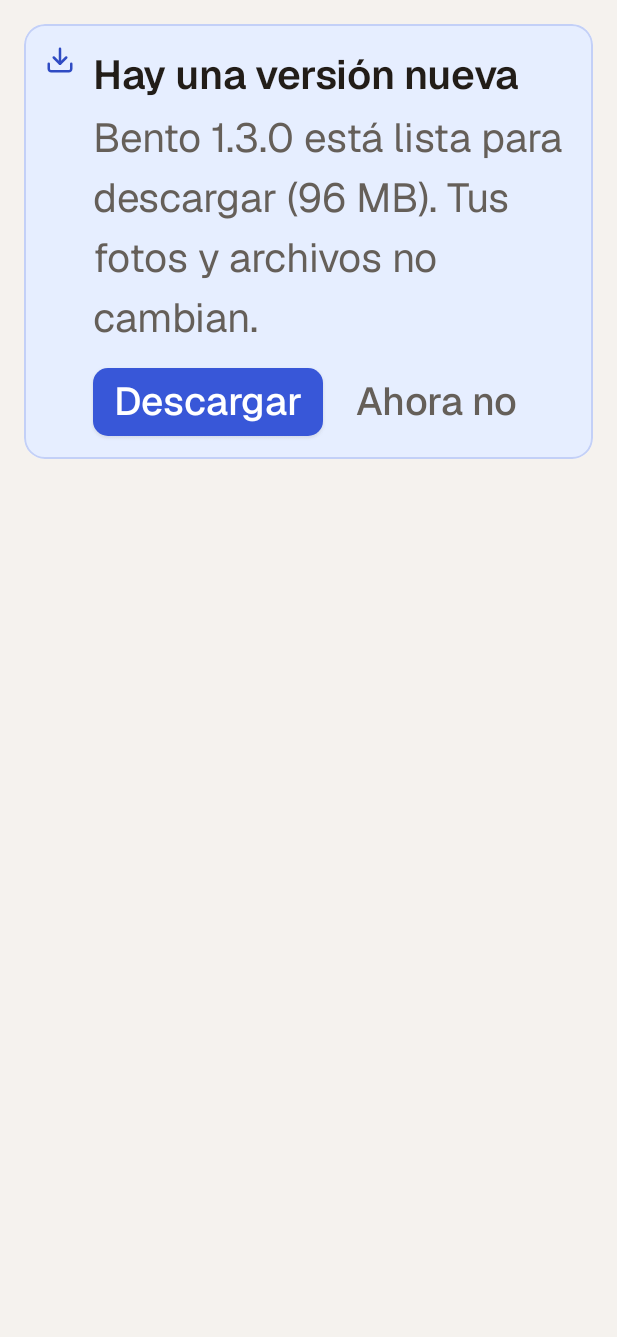 Hay una versión nueva
Bento 1.3.0 está lista para
descargar (96 MB). Tus
fotos y archivos no
cambian.
Descargar
Ahora no